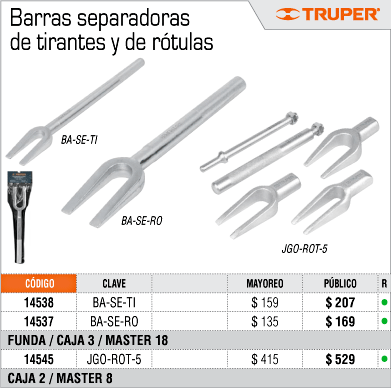 Barras separadoras
de tirantes y de rótulas
TRUPER®
BA-SE-TI
BA-SE-RO
JGO-ROT-5
CÓDIGO CLAVE MAYOREO PÚBLICO R
14538 BA-SE-TI $ 159 $ 207
14537 BA-SE-RO $ 135 $ 169
FUNDA / CAJA 3 / MASTER 18
14545 JGO-ROT-5 $ 415 $ 529
CAJA 2 / MASTER 8